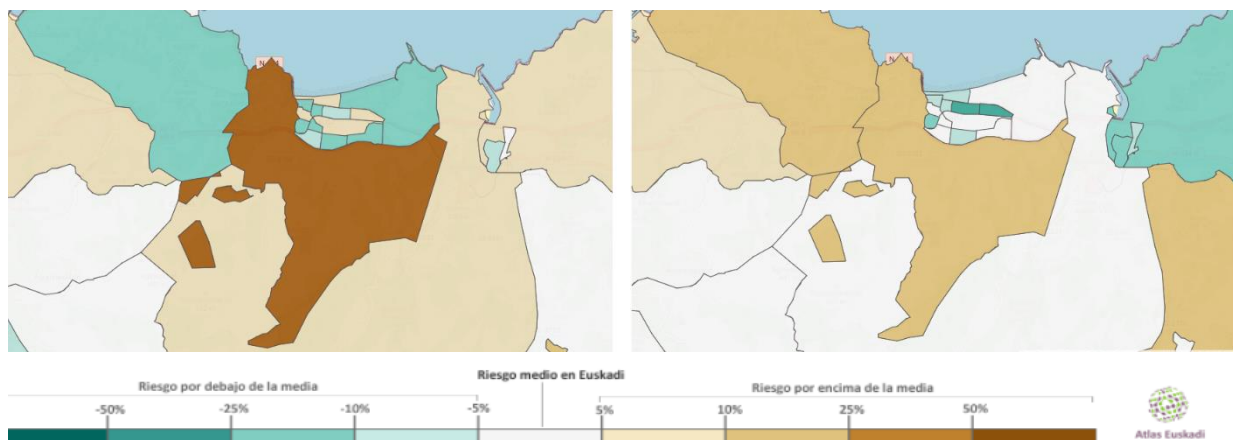 Riesgo por debajo de la media
Riesgo medio en Euskadi
Riesgo por encima de la media
-50%
-25%
-10%
-5%
5%
10%
25%
50%
Atlas Euskadi